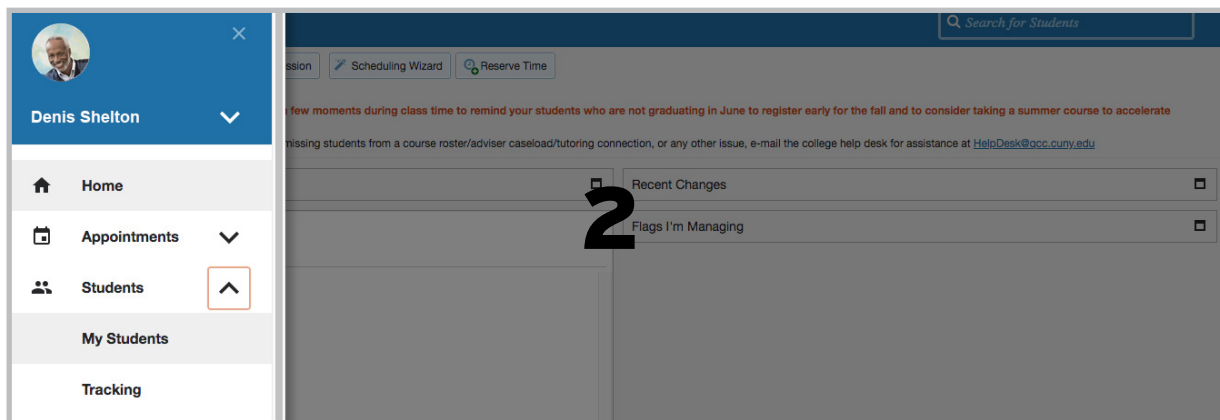 Search for Students
ssion
Scheduling Wizard
Reserve Time
Denis Shelton
few moments during class time to remind your students who are not graduating in June to register early for the fall and to consider taking a summer course to accelerate
missing students from a course roster/adviser caseload/tutoring connection, or any other issue, e-mail the college help desk for assistance at HelpDesk@qcc.cuny.edu
Home
Recent Changes
2
Appointments
Flags I'm Managing
Students
My Students
Tracking